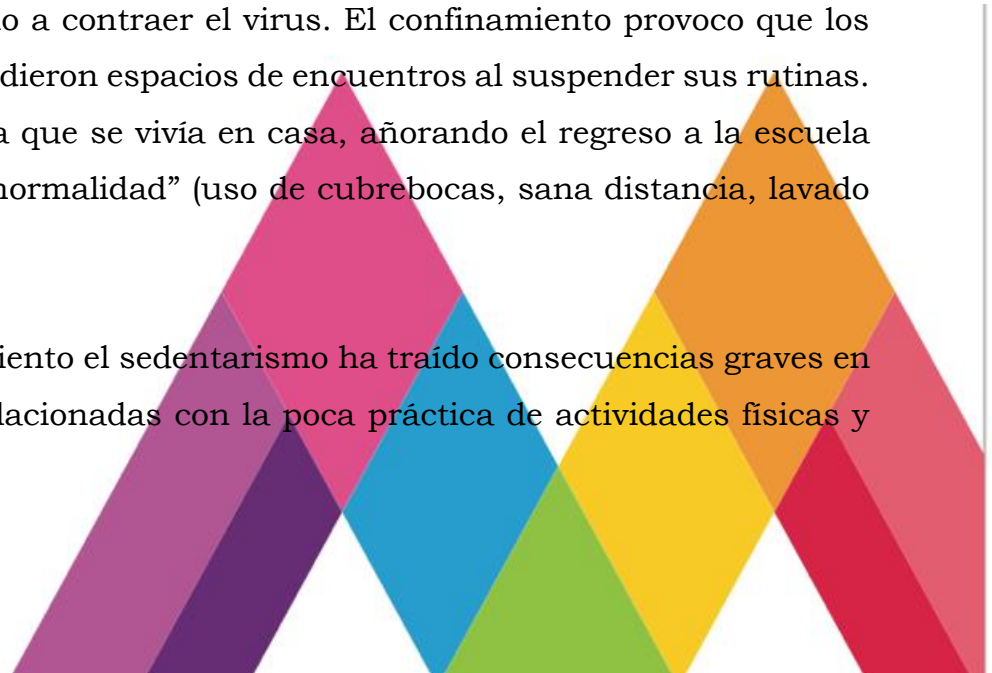 o a contraer el virus. El confinamiento provoco que los
dieron espacios de encuentros al suspender sus rutinas.
a que se vivía en casa, añorando el regreso a la escuela
normalidad” (uso de cubrebocas, sana distancia, lavado
iento el sedentarismo ha traído consecuencias graves en
lacionadas con la poca práctica de actividades físicas y